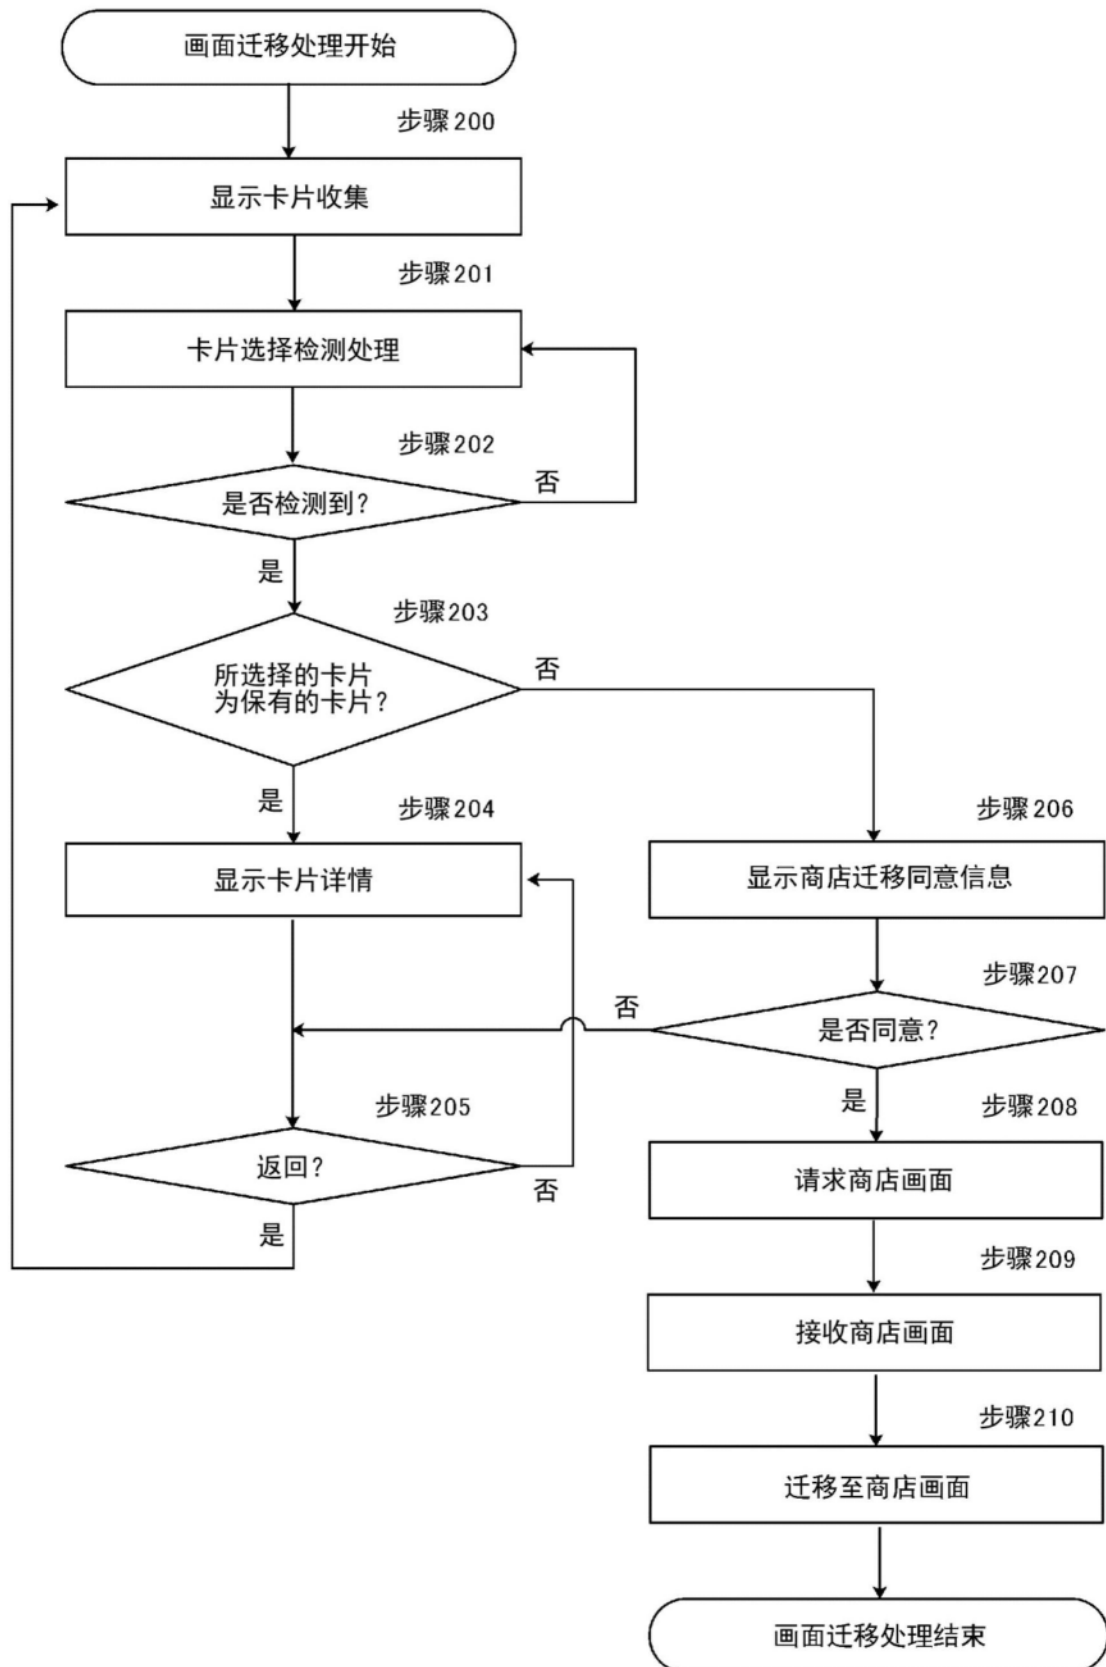 画面迁移处理开始
步骤200
显示卡片收集
步骤201
卡片选择检测处理
步骤202
是否检测到?
否
是
步骤203
所选择的卡片
为保有的卡片?
否
是
步骤204
显示卡片详情
步骤206
显示商店迁移同意信息
步骤207
是否同意?
否
是
步骤205
返回?
否
是
步骤208
请求商店画面
步骤209
接收商店画面
步骤210
迁移至商店画面
画面迁移处理结束